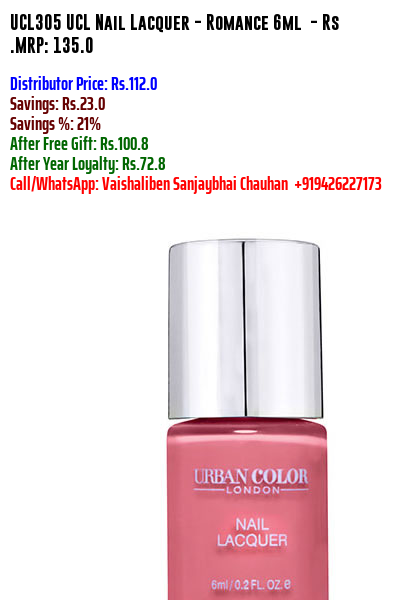 UCL305 UCL Nail Lacquer - Romance 6ml - Rs
.MRP: 135.0
Distributor Price: Rs.112.0
Savings: Rs.23.0
Savings %: 21%
After Free Gift: Rs.100.8
After Year Loyalty: Rs.72.8
Call/WhatsApp: Vaishaliben Sanjaybhai Chauhan +919426227173
URBAN COLOR
LONDON
NAIL
LACQUER
6ml/0.2 FL. OZ. e